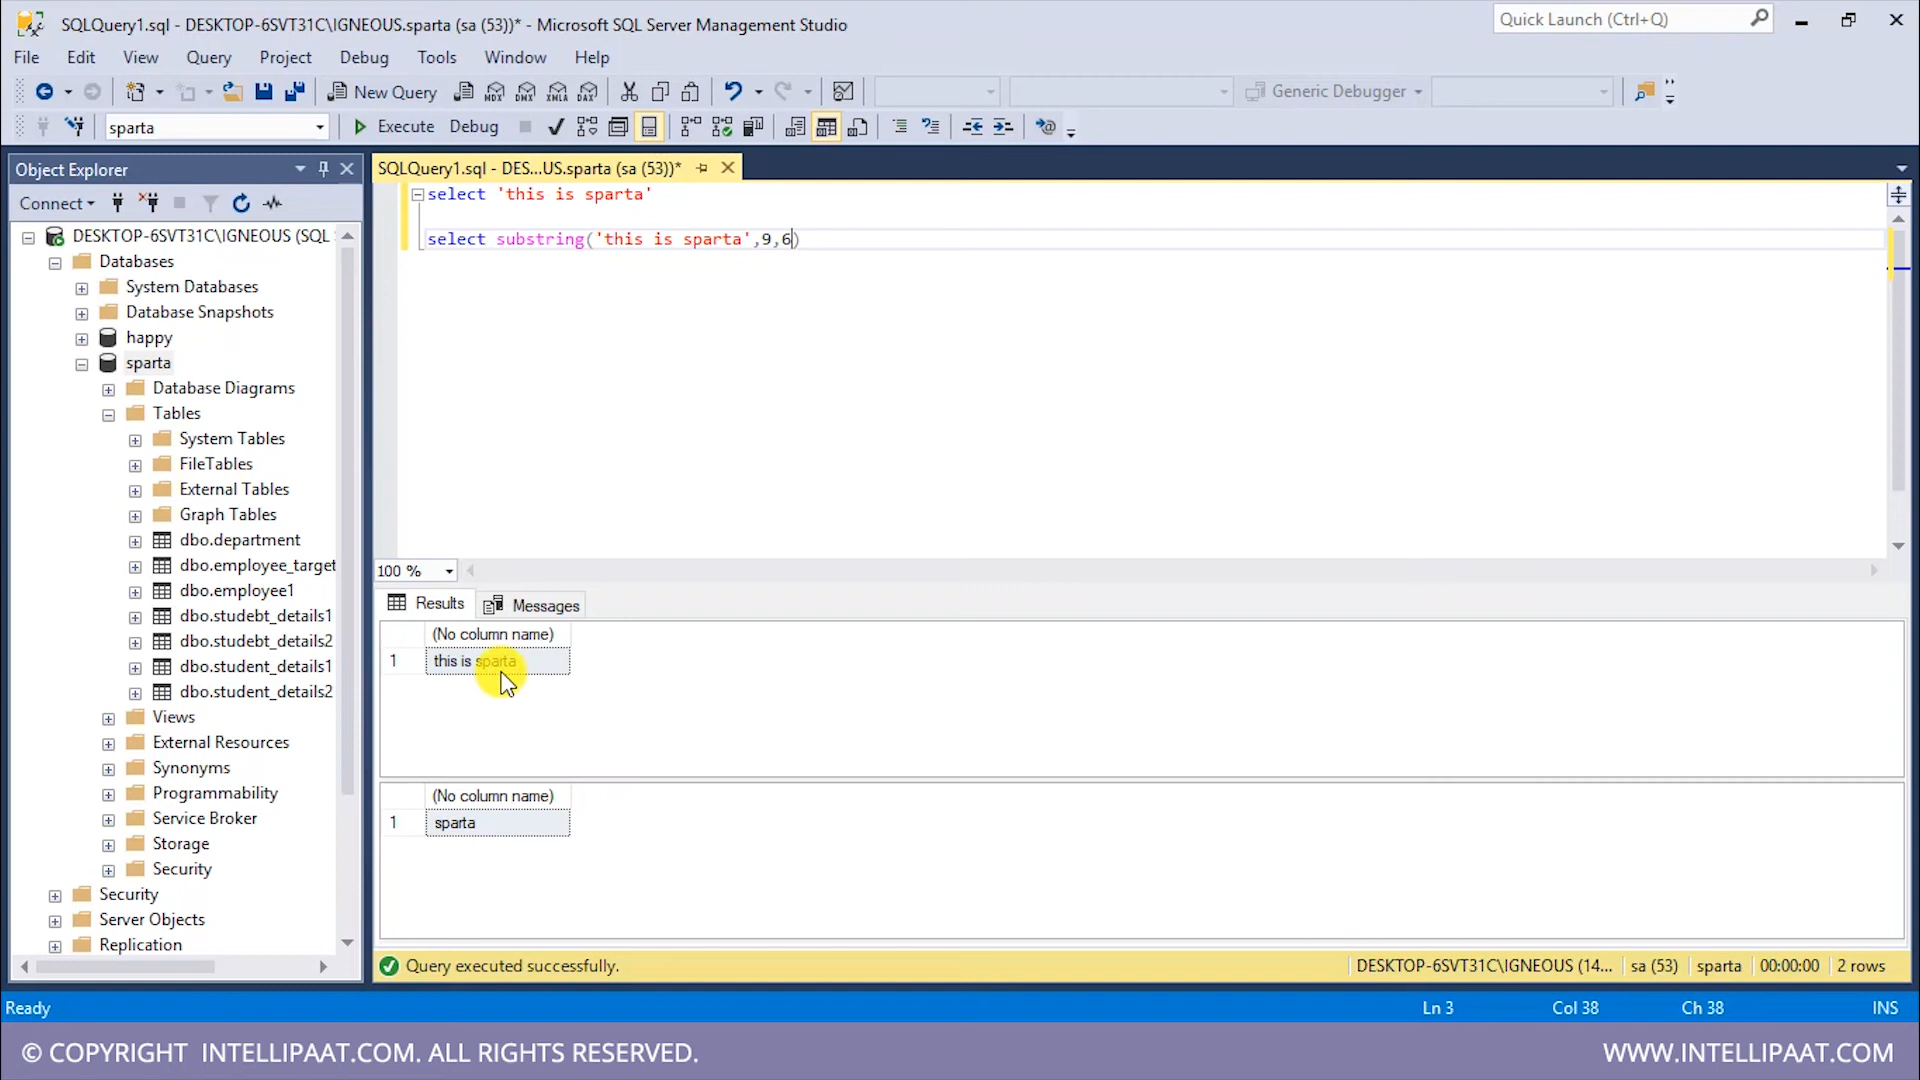 SQLQuery1.sql - DESKTOP-6SVT31C\IGNEOUS.sparta (sa (53))* - Microsoft SQL Server Management Studio
Quick Launch (Ctrl+Q)
File Edit View Query Project Debug Tools Window Help
New Query
MDX DMX XMLA DAX
Generic Debugger
sparta
Execute Debug
Object Explorer
Connect
DESKTOP-6SVT31C\IGNEOUS (SQL
Databases
System Databases
Database Snapshots
happy
sparta
Database Diagrams
Tables
System Tables
FileTables
External Tables
Graph Tables
dbo.department
dbo.employee_target
dbo.employee1
dbo.studebt_details1
dbo.studebt_details2
dbo.student_details1
dbo.student_details2
Views
External Resources
Synonyms
Programmability
Service Broker
Storage
Security
Security
Server Objects
Replication
SQLQuery1.sql - DES...US.sparta (sa (53))*
select 'this is sparta'
select substring('this is sparta',9,6)
100 %
Results Messages
(No column name)
1 this is sparta
(No column name)
1 sparta
Query executed successfully. DESKTOP-6SVT31C\IGNEOUS (14... sa (53) sparta 00:00:00 2 rows
Ready Ln 3 Col 38 Ch 38 INS
© COPYRIGHT INTELLIPAAT.COM. ALL RIGHTS RESERVED. WWW.INTELLIPAAT.COM